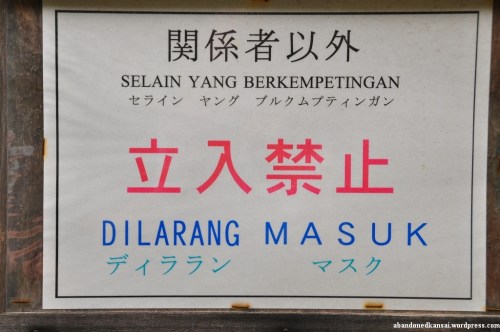 関係者以外
SELAIN YANG BERKEMPETINGAN
セライン ヤング ブルクムプティンガン
立入禁止
DILARANG MASUK
ディララン マスク
abandonedkansai.wordpress.com